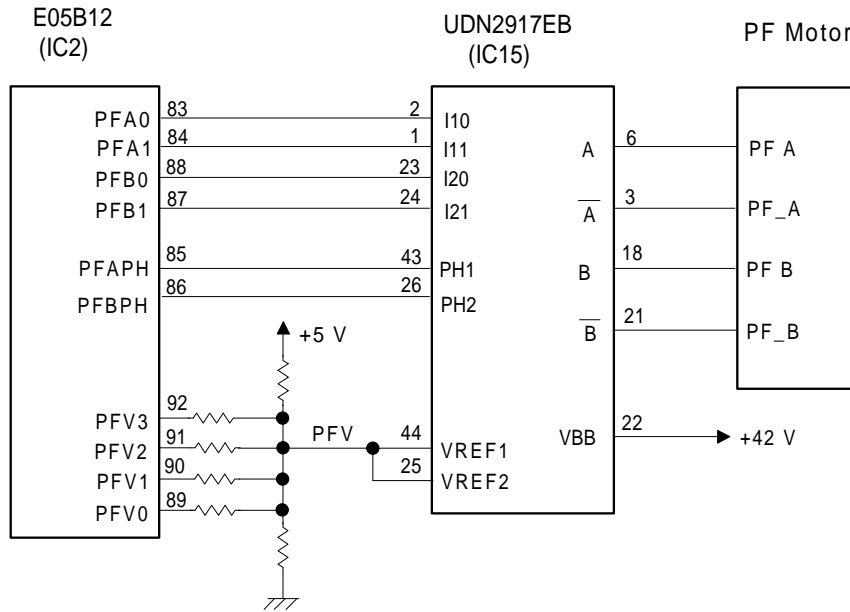 E05B12
(IC2)
UDN2917EB
(IC15)
PF Motor
PFA0 83 2 I10
PFA1 84 1 I11 A 6 PF A
PFB0 88 23 I20
PFB1 87 24 I21 A 3 PF_A
PFAPH 85 43 PH1 B 18 PF B
PFBPH 86 26 PH2
B 21 PF_B
+5 V
PFV3 92
PFV2 91 PFV 44 VREF1 VBB 22 +42 V
PFV1 90 25 VREF2
PFV0 89